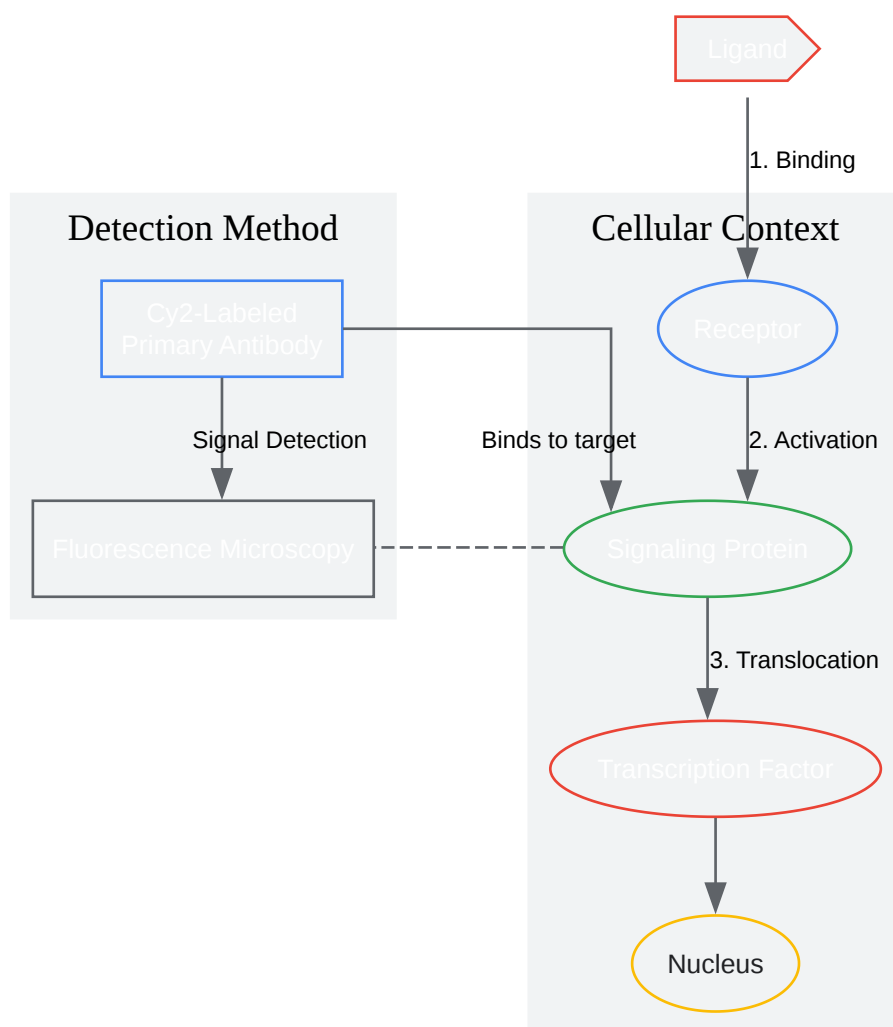 Ligand
1. Binding
Detection Method
Cellular Context
Cy2-Labeled
Primary Antibody
Receptor
Signal Detection
Binds to target
2. Activation
Fluorescence Microscopy
Signaling Protein
3. Translocation
Transcription Factor
Nucleus